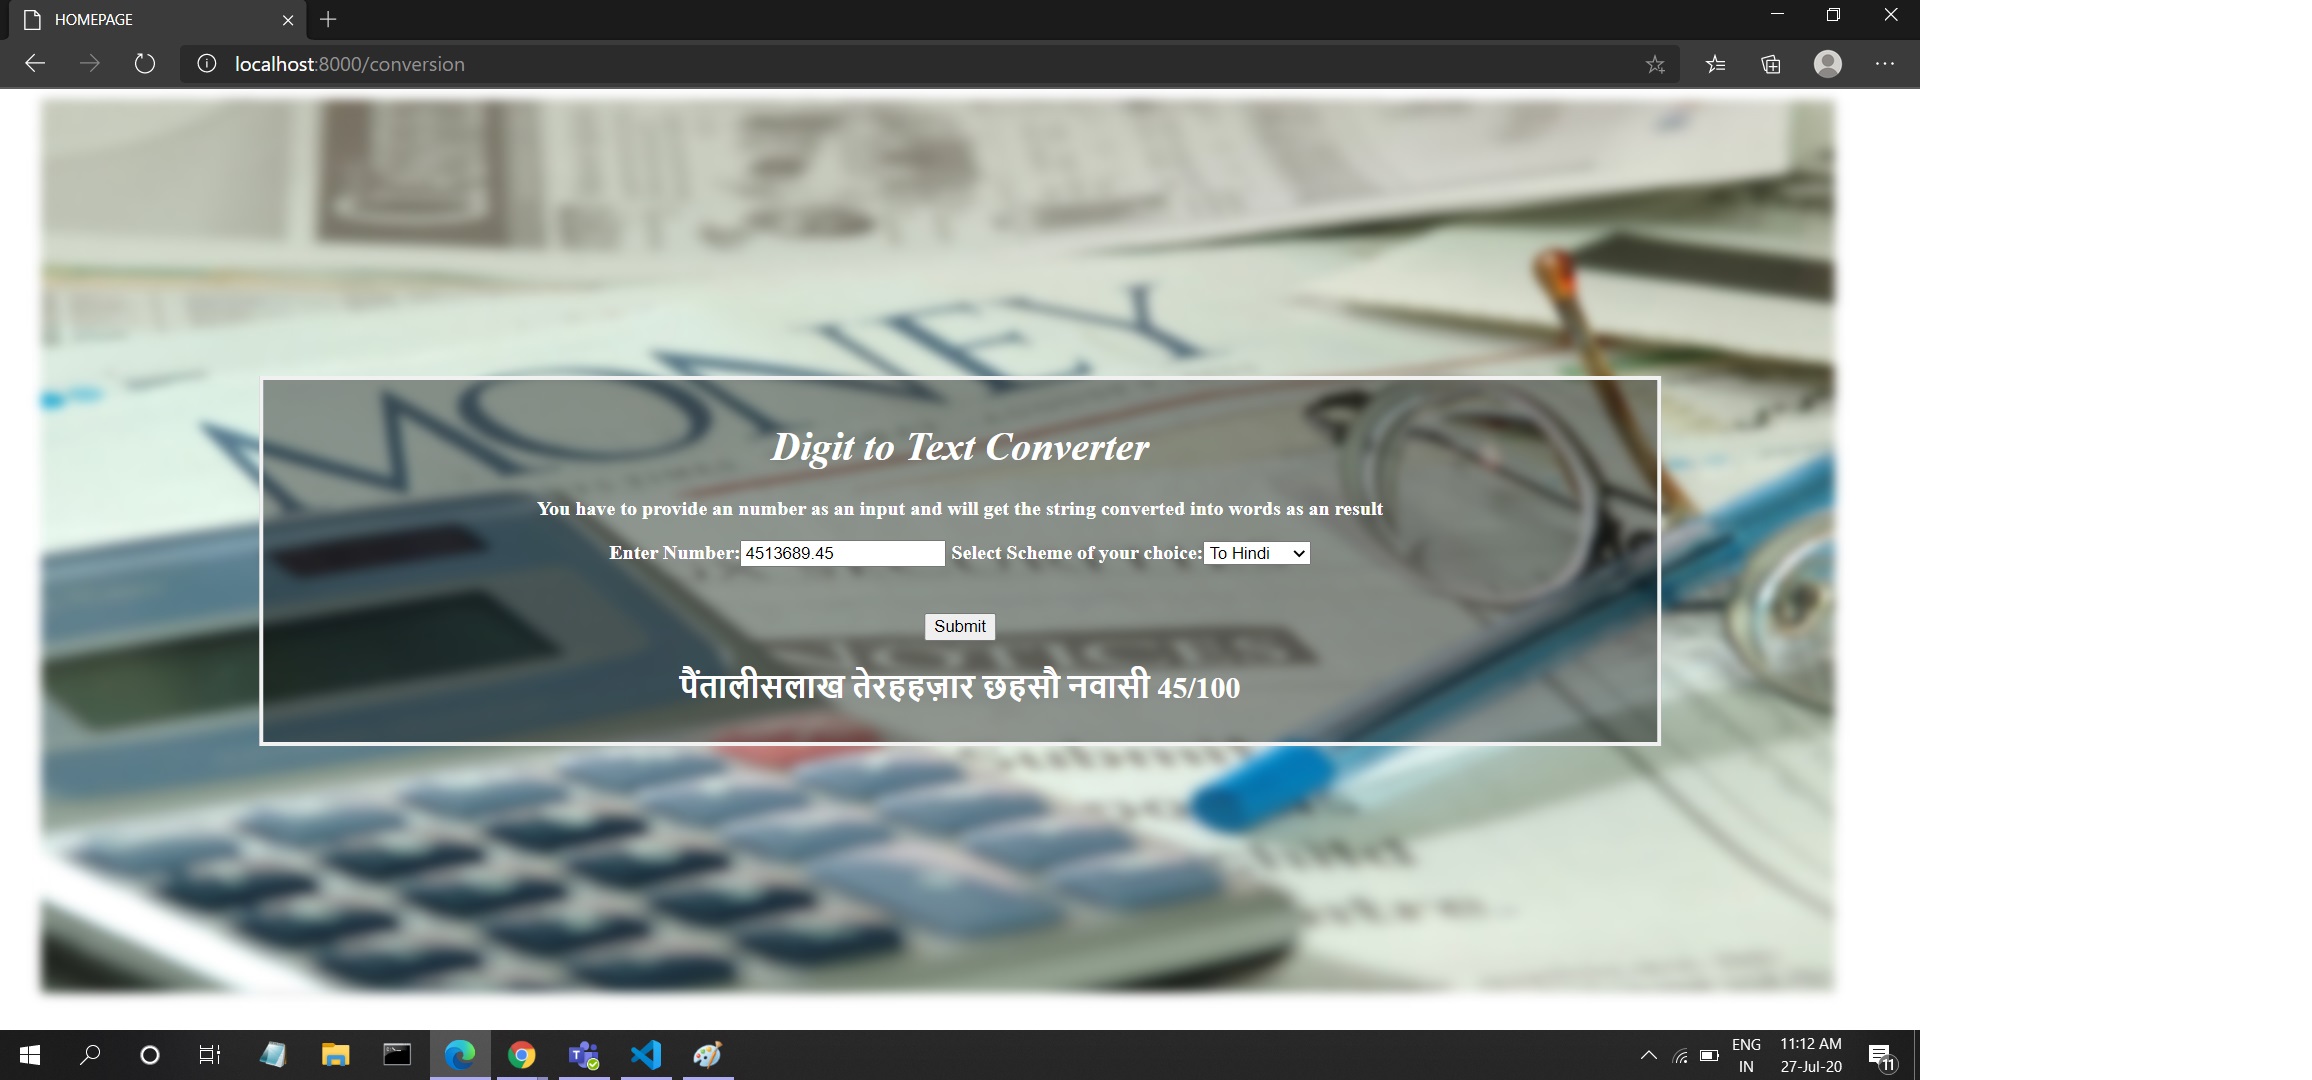 HOMEPAGE
localhost:8000/conversion
MONEY
Digit to Text Converter
You have to provide an number as an input and will get the string converted into words as an result
Enter Number: 4513689.45 Select Scheme of your choice: To Hindi
Submit
NOTICES
पैंतालीसलाख तेरहहज़ार छहसौ नवासी 45/100
ENG
IN
11:12 AM
27-Jul-20
11